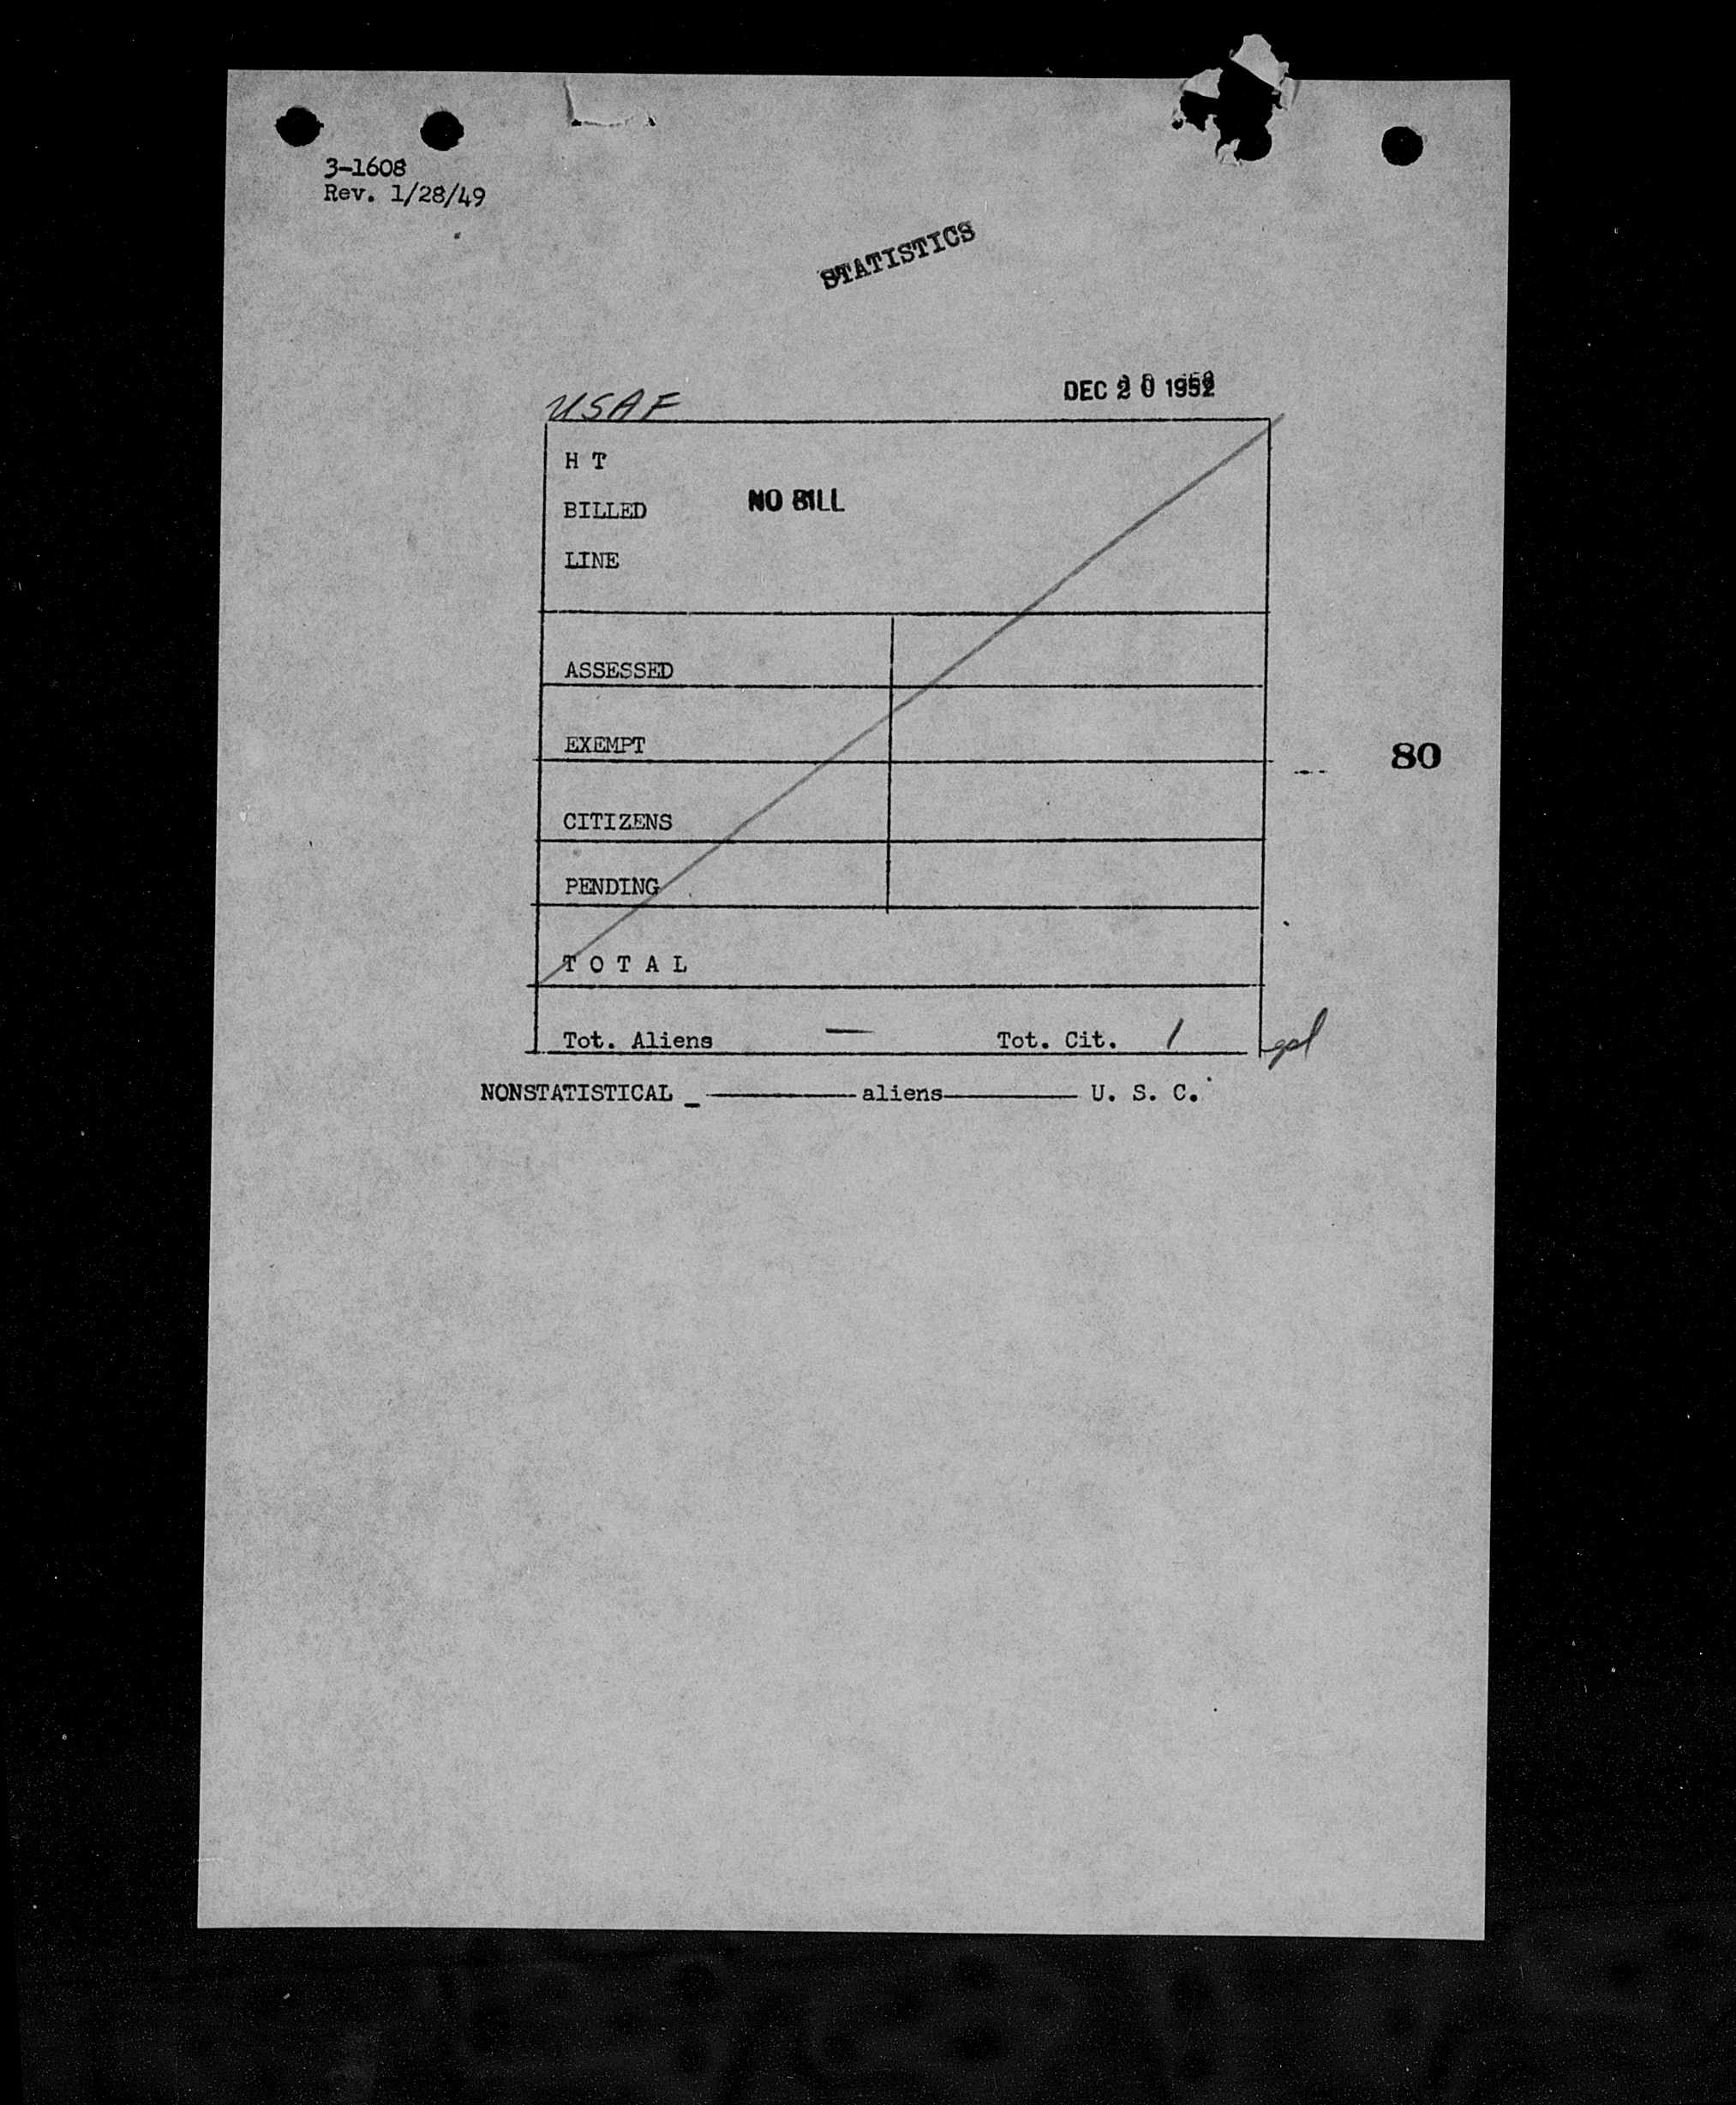 3-1608
Rev. 1/28/49
STATISTICS
USAF
DEC 20 1952
H T
BILLED NO BILL
LINE
ASSESSED
EXEMPT
80
CITIZENS
PENDING
T O T A L
Tot. Aliens — Tot. Cit. 1
NONSTATISTICAL _ ————— aliens————— U. S. C.